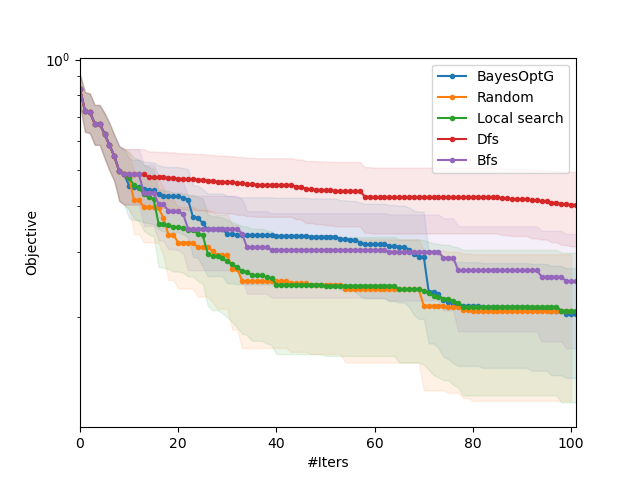 10⁰
Objective
BayesOptG
Random
Local search
Dfs
Bfs
0 20 40 60 80 100
#Iters